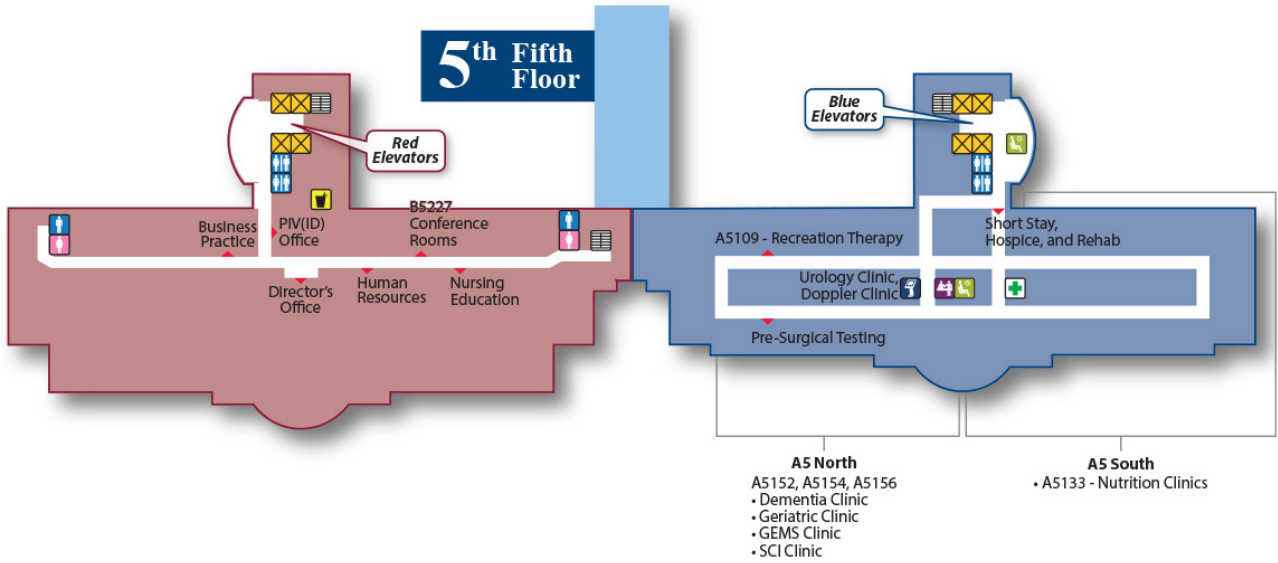 5th Fifth
Floor
Red
Elevators
Blue
Elevators
Business
Practice
PIV(ID)
Office
B5227
Conference
Rooms
Director's
Office
Human
Resources
Nursing
Education
A5109 - Recreation Therapy
Short Stay,
Hospice, and Rehab
Urology Clinic,
Doppler Clinic
Pre-Surgical Testing
A5 North
A5152, A5154, A5156
• Dementia Clinic
• Geriatric Clinic
• GEMS Clinic
• SCI Clinic
A5 South
• A5133 - Nutrition Clinics